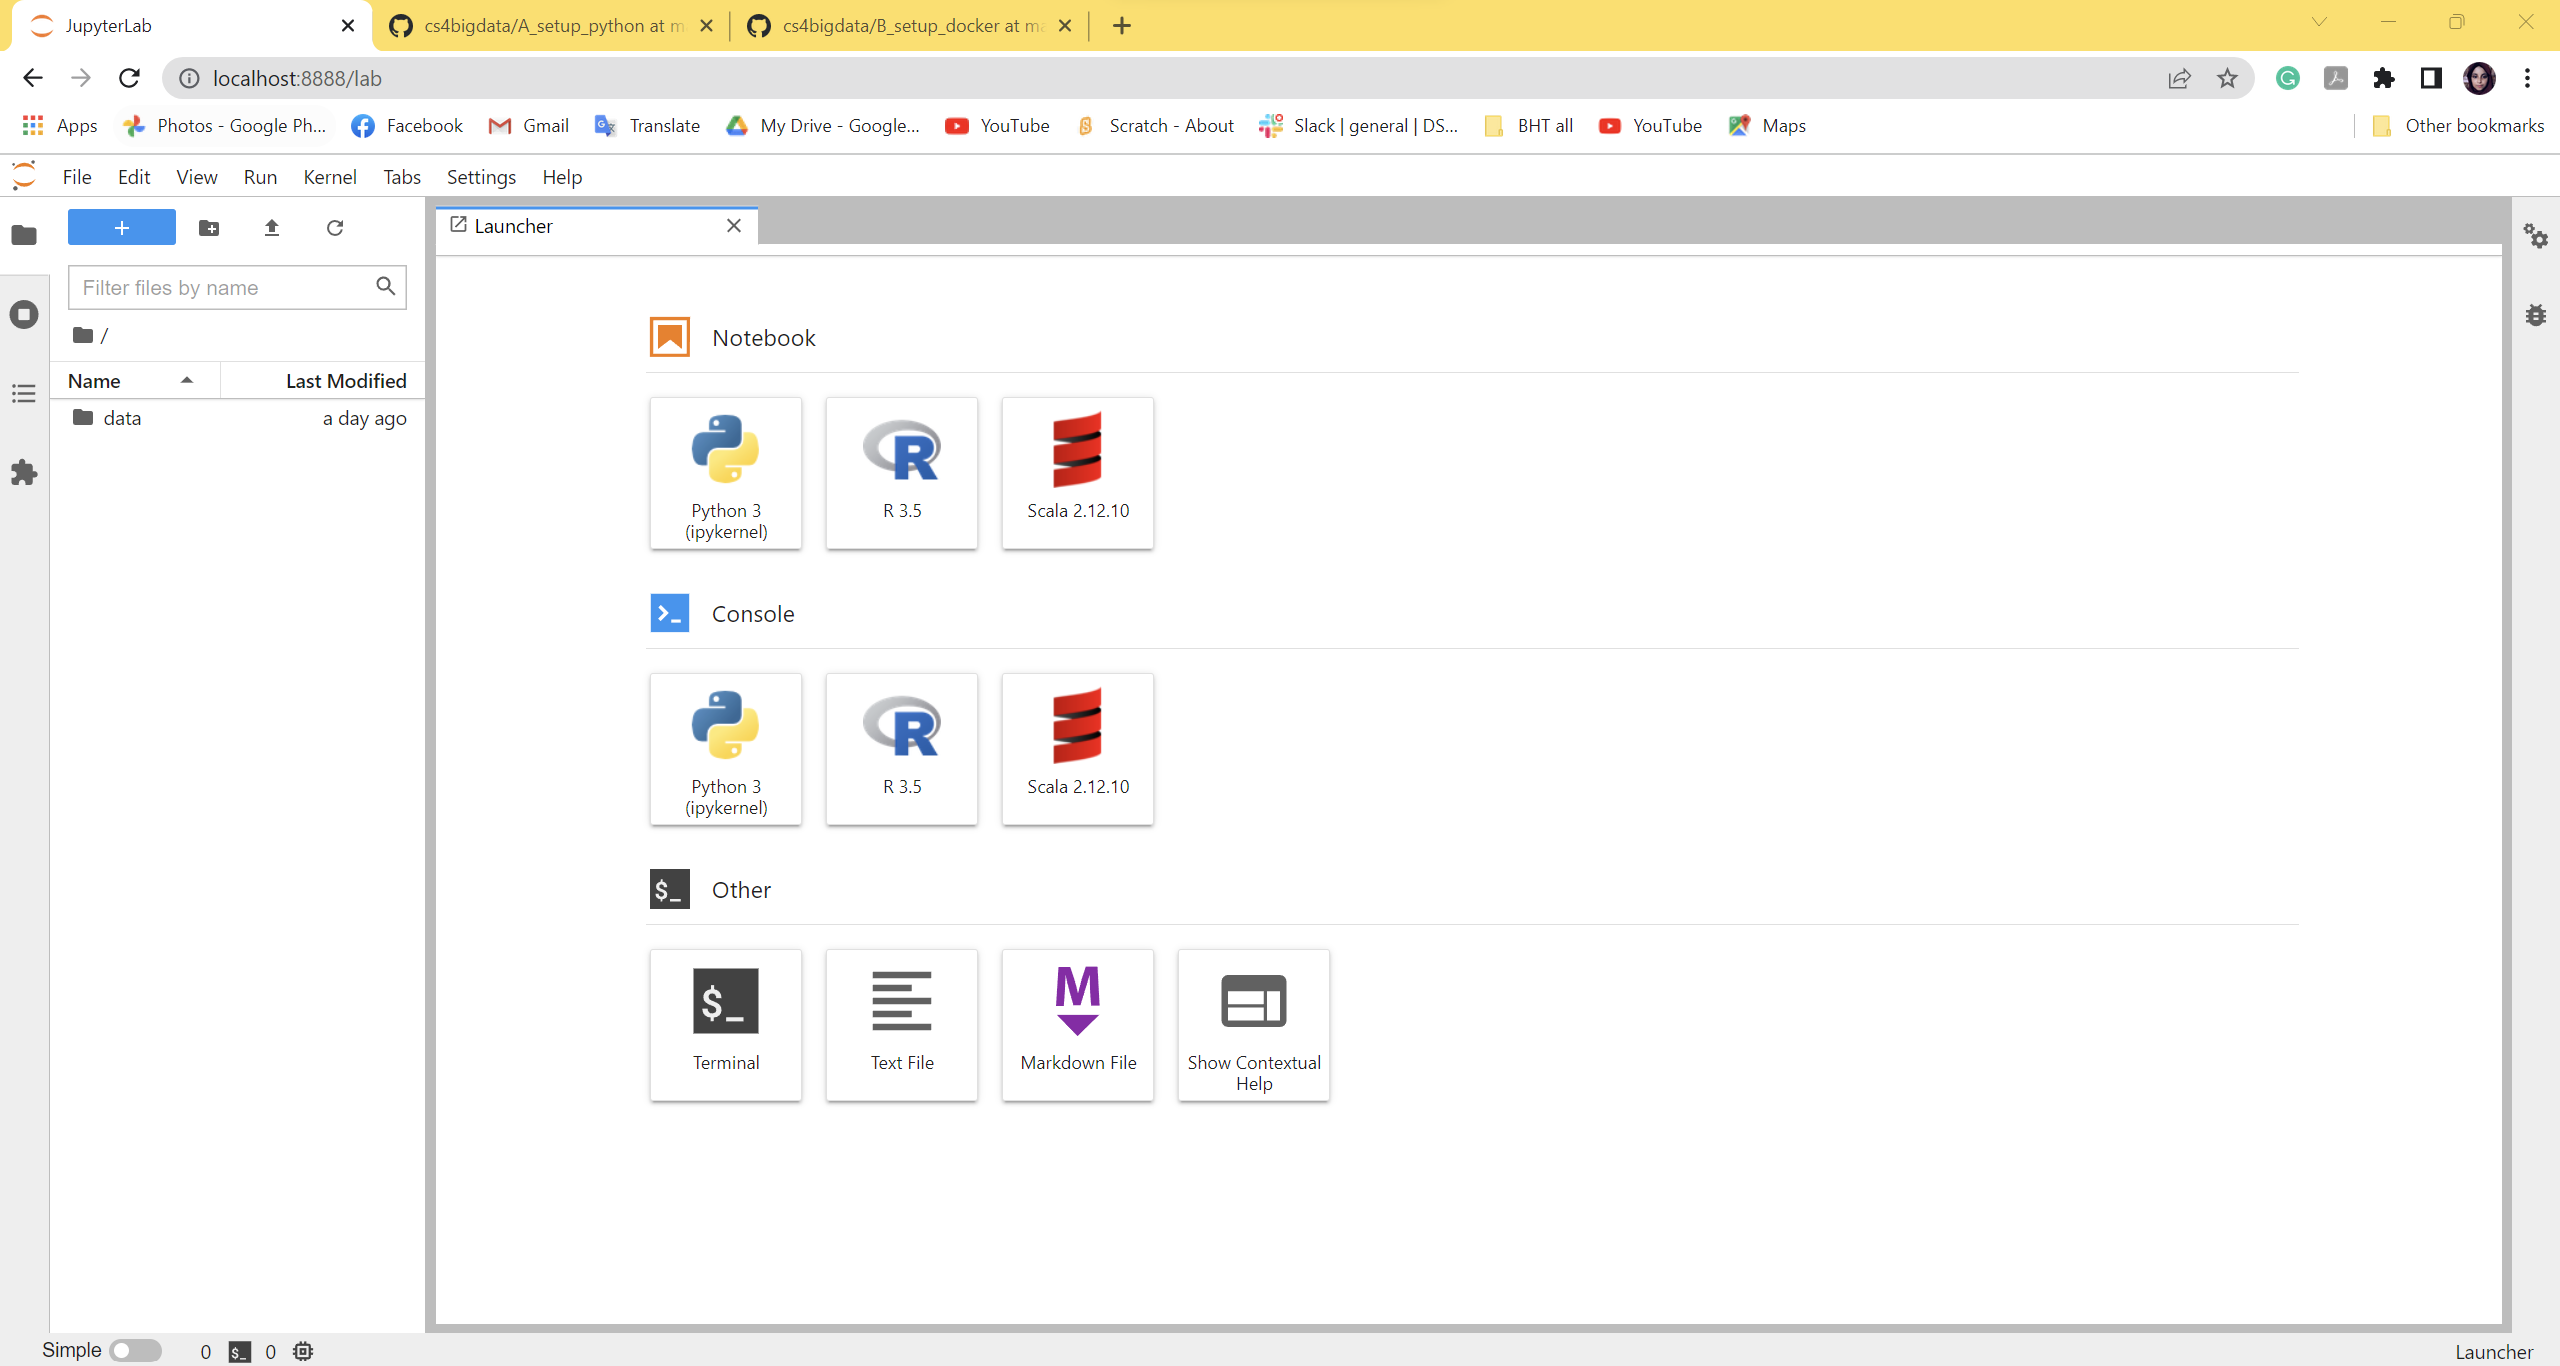 JupyterLab
cs4bigdata/A_setup_python at m
cs4bigdata/B_setup_docker at ma
localhost:8888/lab
Apps Photos - Google Ph... Facebook Gmail Translate My Drive - Google... YouTube Scratch - About Slack | general | DS... BHT all YouTube Maps Other bookmarks
File Edit View Run Kernel Tabs Settings Help
+
Filter files by name
/
Name Last Modified
data a day ago
Launcher
Notebook
Python 3
(ipykernel)
R 3.5
Scala 2.12.10
Console
Python 3
(ipykernel)
R 3.5
Scala 2.12.10
$_ Other
$_
Terminal
Text File
M
Markdown File
Show Contextual
Help
Simple 0 $_ 0 Launcher